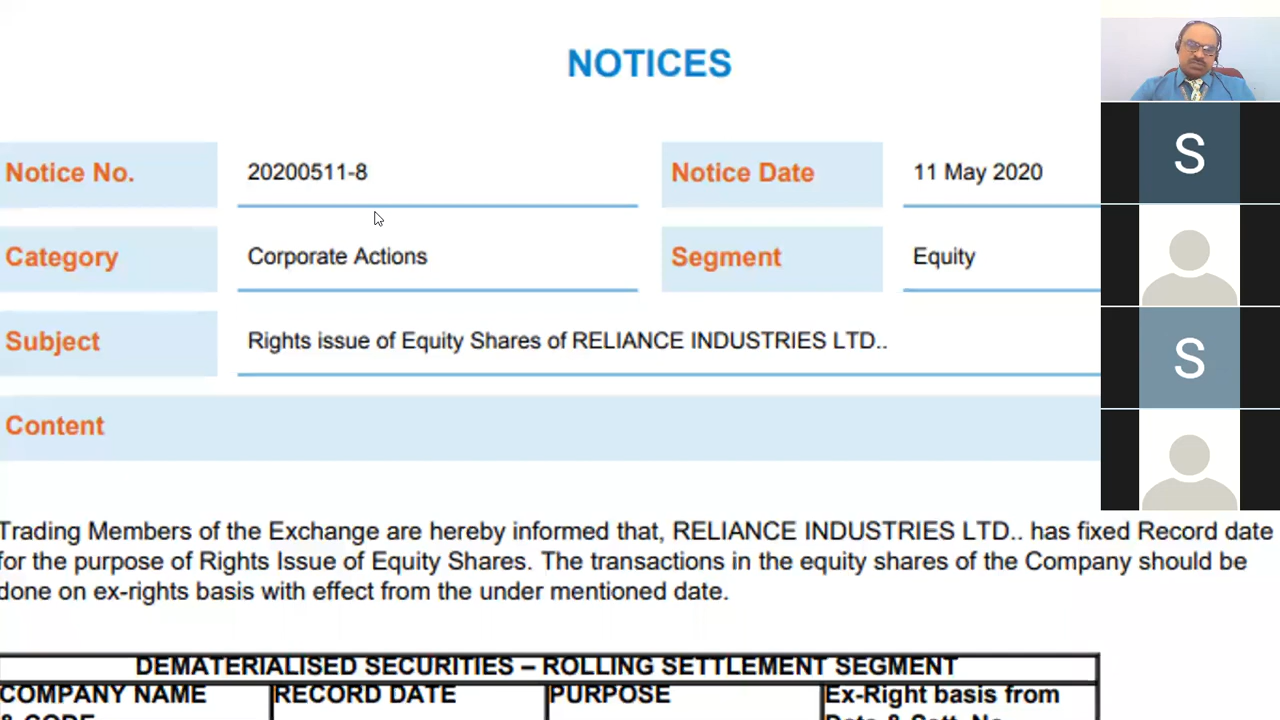 NOTICES
Notice No. 20200511-8 Notice Date 11 May 2020
Category Corporate Actions Segment Equity
Subject Rights issue of Equity Shares of RELIANCE INDUSTRIES LTD..
Content
Trading Members of the Exchange are hereby informed that, RELIANCE INDUSTRIES LTD.. has fixed Record date
for the purpose of Rights Issue of Equity Shares. The transactions in the equity shares of the Company should be
done on ex-rights basis with effect from the under mentioned date.
DEMATERIALISED SECURITIES – ROLLING SETTLEMENT SEGMENT
COMPANY NAME RECORD DATE PURPOSE Ex-Right basis from
& CODE Date & Sett. No
S
S